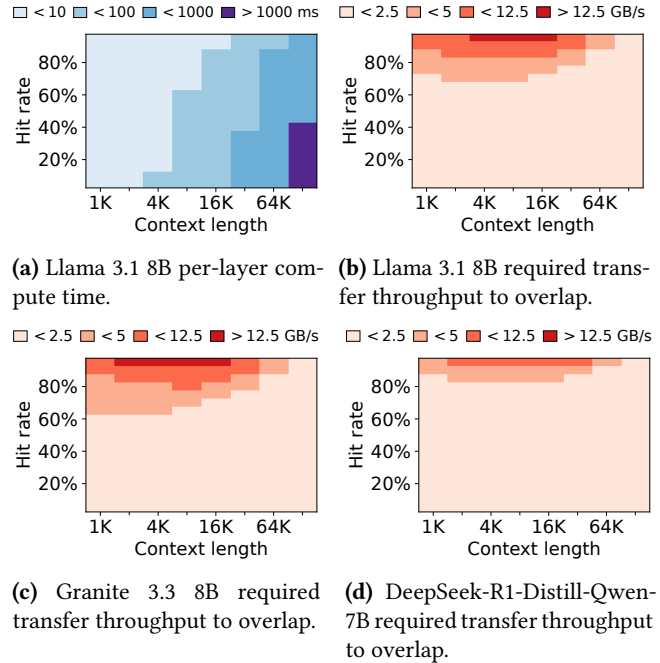 < 10 < 100 < 1000 > 1000 ms
80%
60%
40%
20%
Hit rate
1K 4K 16K 64K
Context length
(a) Llama 3.1 8B per-layer com-
pute time.
< 2.5 < 5 < 12.5 > 12.5 GB/s
80%
60%
40%
20%
Hit rate
1K 4K 16K 64K
Context length
(b) Llama 3.1 8B required trans-
fer throughput to overlap.
< 2.5 < 5 < 12.5 > 12.5 GB/s
80%
60%
40%
20%
Hit rate
1K 4K 16K 64K
Context length
(c) Granite 3.3 8B required
transfer throughput to overlap.
< 2.5 < 5 < 12.5 > 12.5 GB/s
80%
60%
40%
20%
Hit rate
1K 4K 16K 64K
Context length
(d) DeepSeek-R1-Distill-Qwen-
7B required transfer throughput
to overlap.